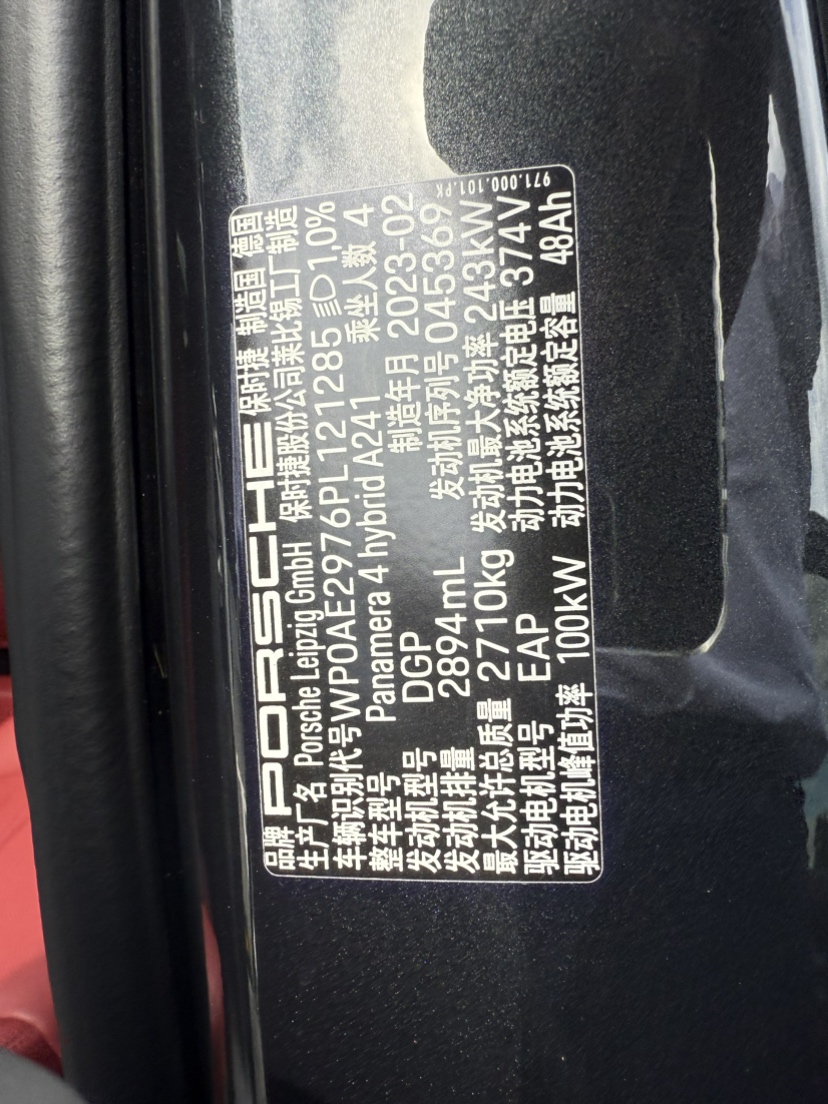 971.000.101.PK
品牌 PORSCHE 保时捷 制造国 德国
生产厂名 Porsche Leipzig GmbH 保时捷股份公司莱比锡工厂制造
车辆识别代号 WP0AE2976PL121285 1,0%
整车型号 Panamera 4 hybrid A241 乘坐人数 4
发动机型号 DGP 制造年月 2023-02
发动机排量 2894mL 发动机序列号 045369
最大允许总质量 2710kg 发动机最大净功率 243kW
驱动电机型号 EAP 动力电池系统额定电压 374V
驱动电机峰值功率 100kW 动力电池系统额定容量 48Ah